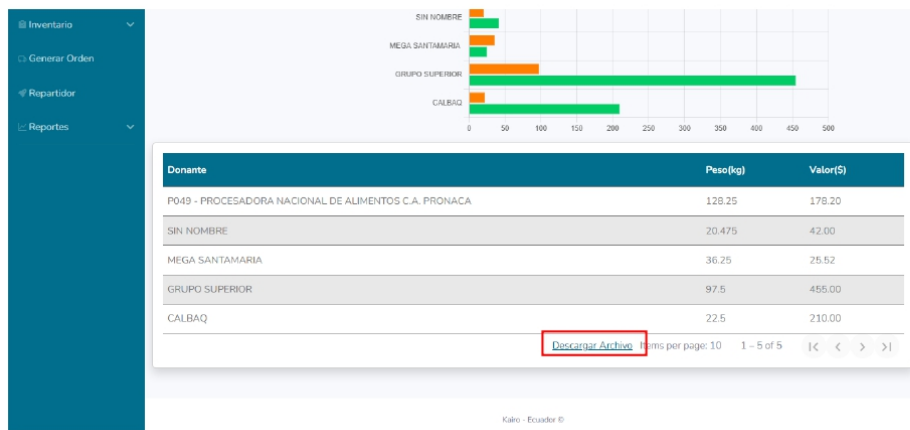 Inventario
Generar Orden
Repartidor
Reportes
SIN NOMBRE
MEGA SANTAMARIA
GRUPO SUPERIOR
CALBAQ
0 50 100 150 200 250 300 350 400 450 500
Donante Peso(kg) Valor($)
P049 - PROCESADORA NACIONAL DE ALIMENTOS C.A. PRONACA 128.25 178.20
SIN NOMBRE 20.475 42.00
MEGA SANTAMARIA 36.25 25.52
GRUPO SUPERIOR 97.5 455.00
CALBAQ 22.5 210.00
Descargar Archivo Items per page: 10 1 – 5 of 5
Kairo - Ecuador ©